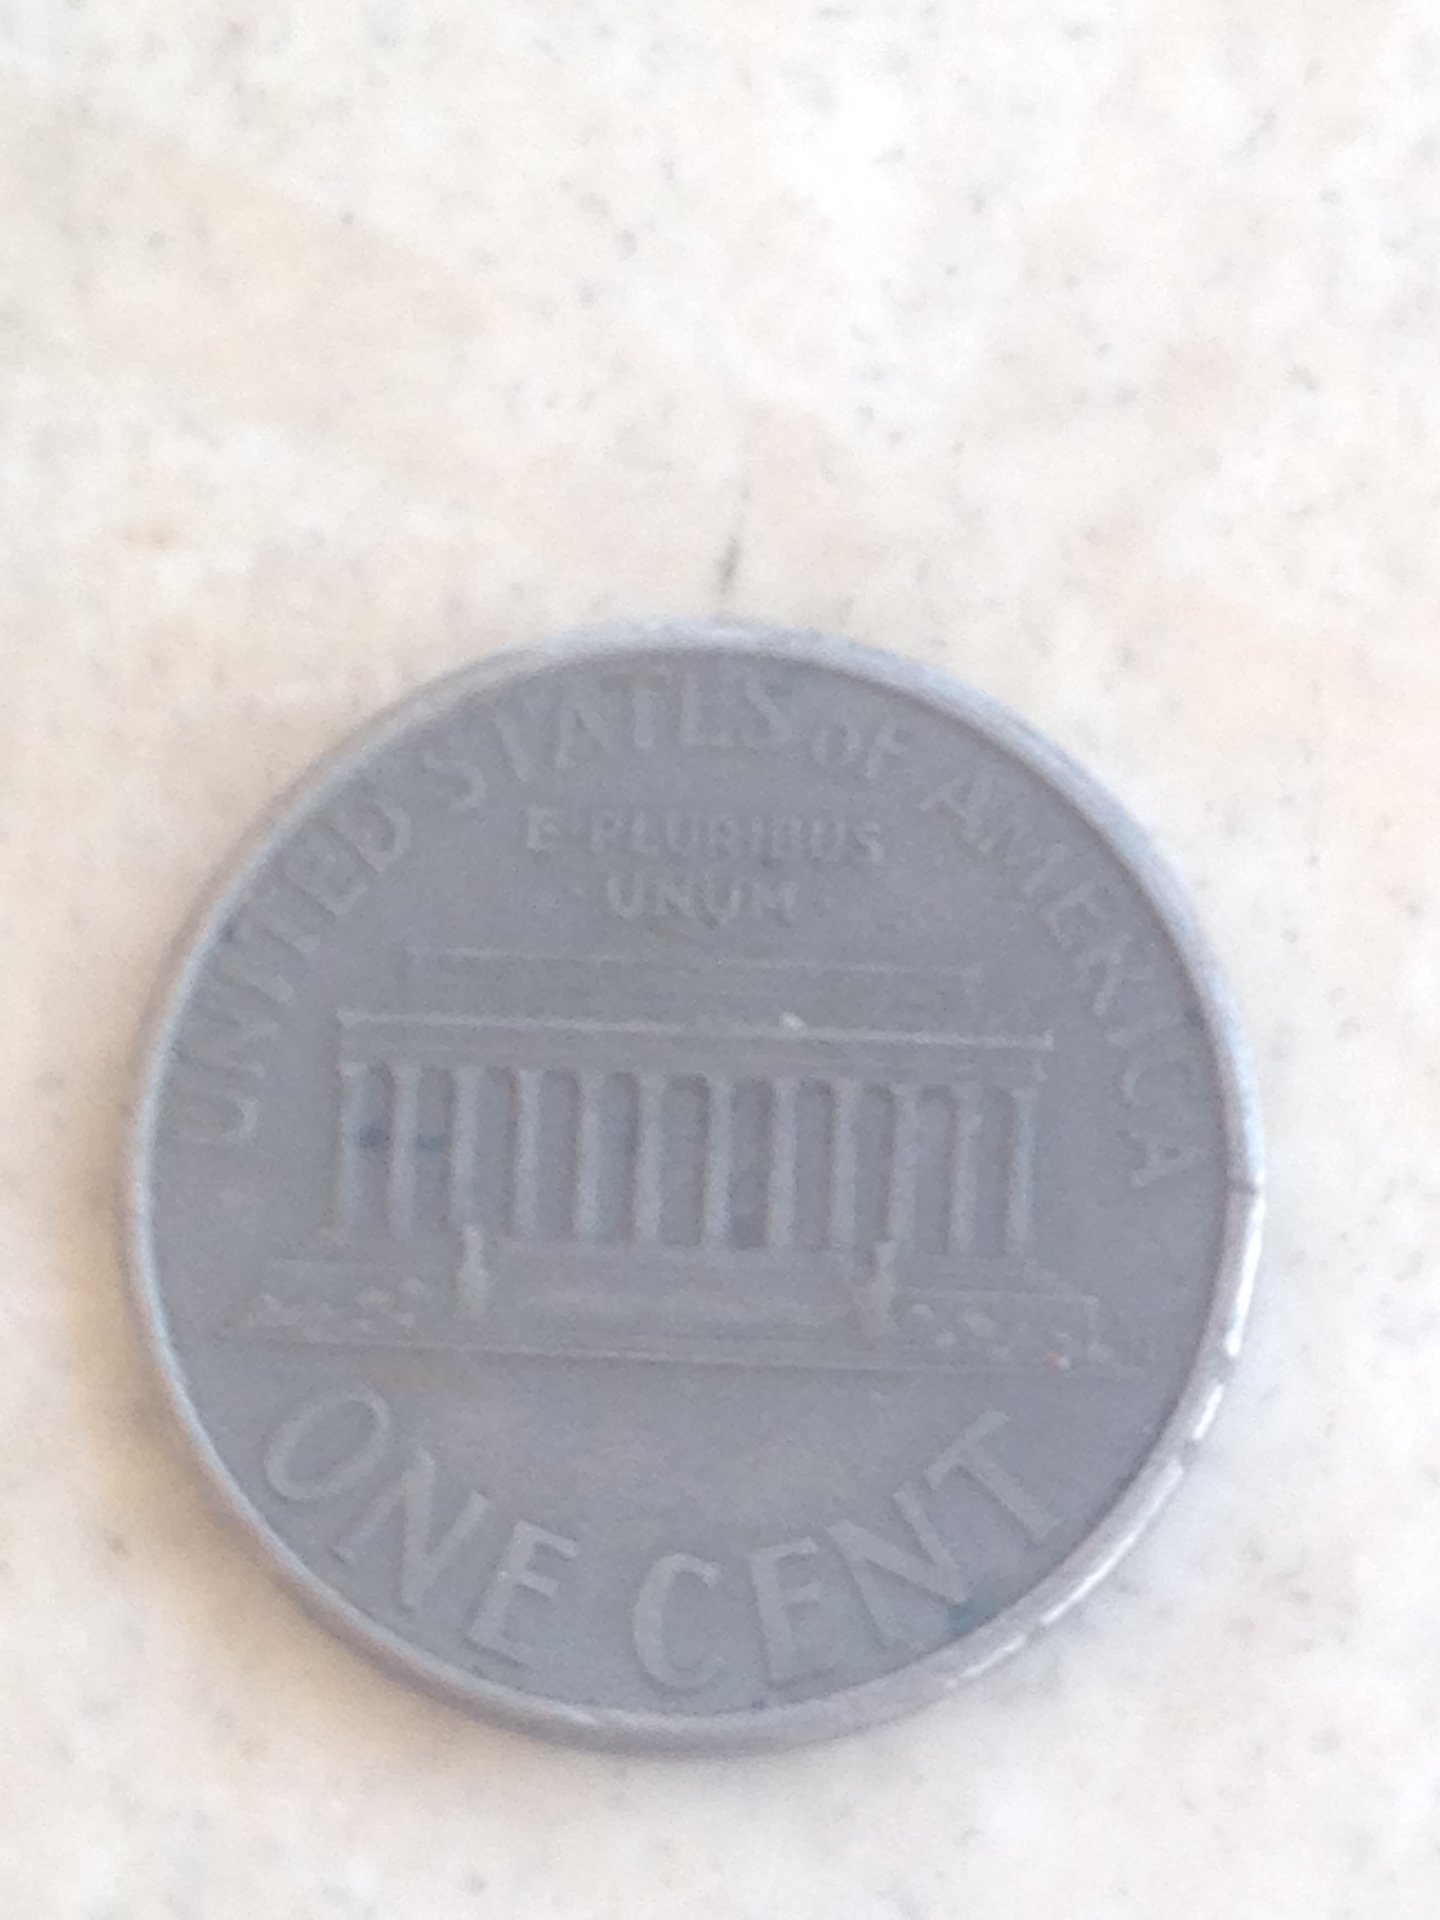 UNITED STATES of AMERICA
E·PLURIBUS
UNUM
ONE CENT